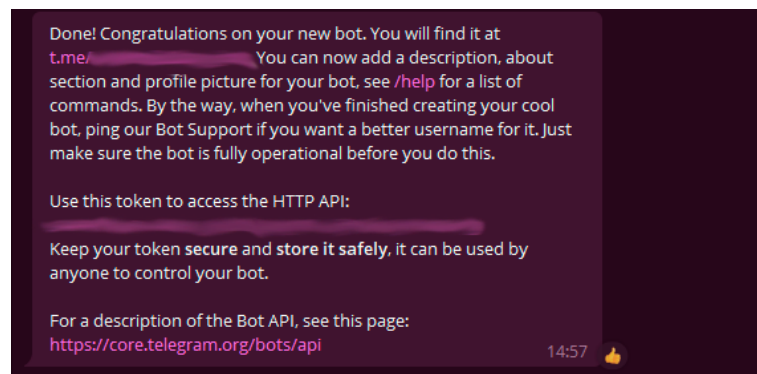 Done! Congratulations on your new bot. You will find it at
t.me/ You can now add a description, about
section and profile picture for your bot, see /help for a list of
commands. By the way, when you've finished creating your cool
bot, ping our Bot Support if you want a better username for it. Just
make sure the bot is fully operational before you do this.
Use this token to access the HTTP API:
Keep your token secure and store it safely, it can be used by
anyone to control your bot.
For a description of the Bot API, see this page:
https://core.telegram.org/bots/api
14:57